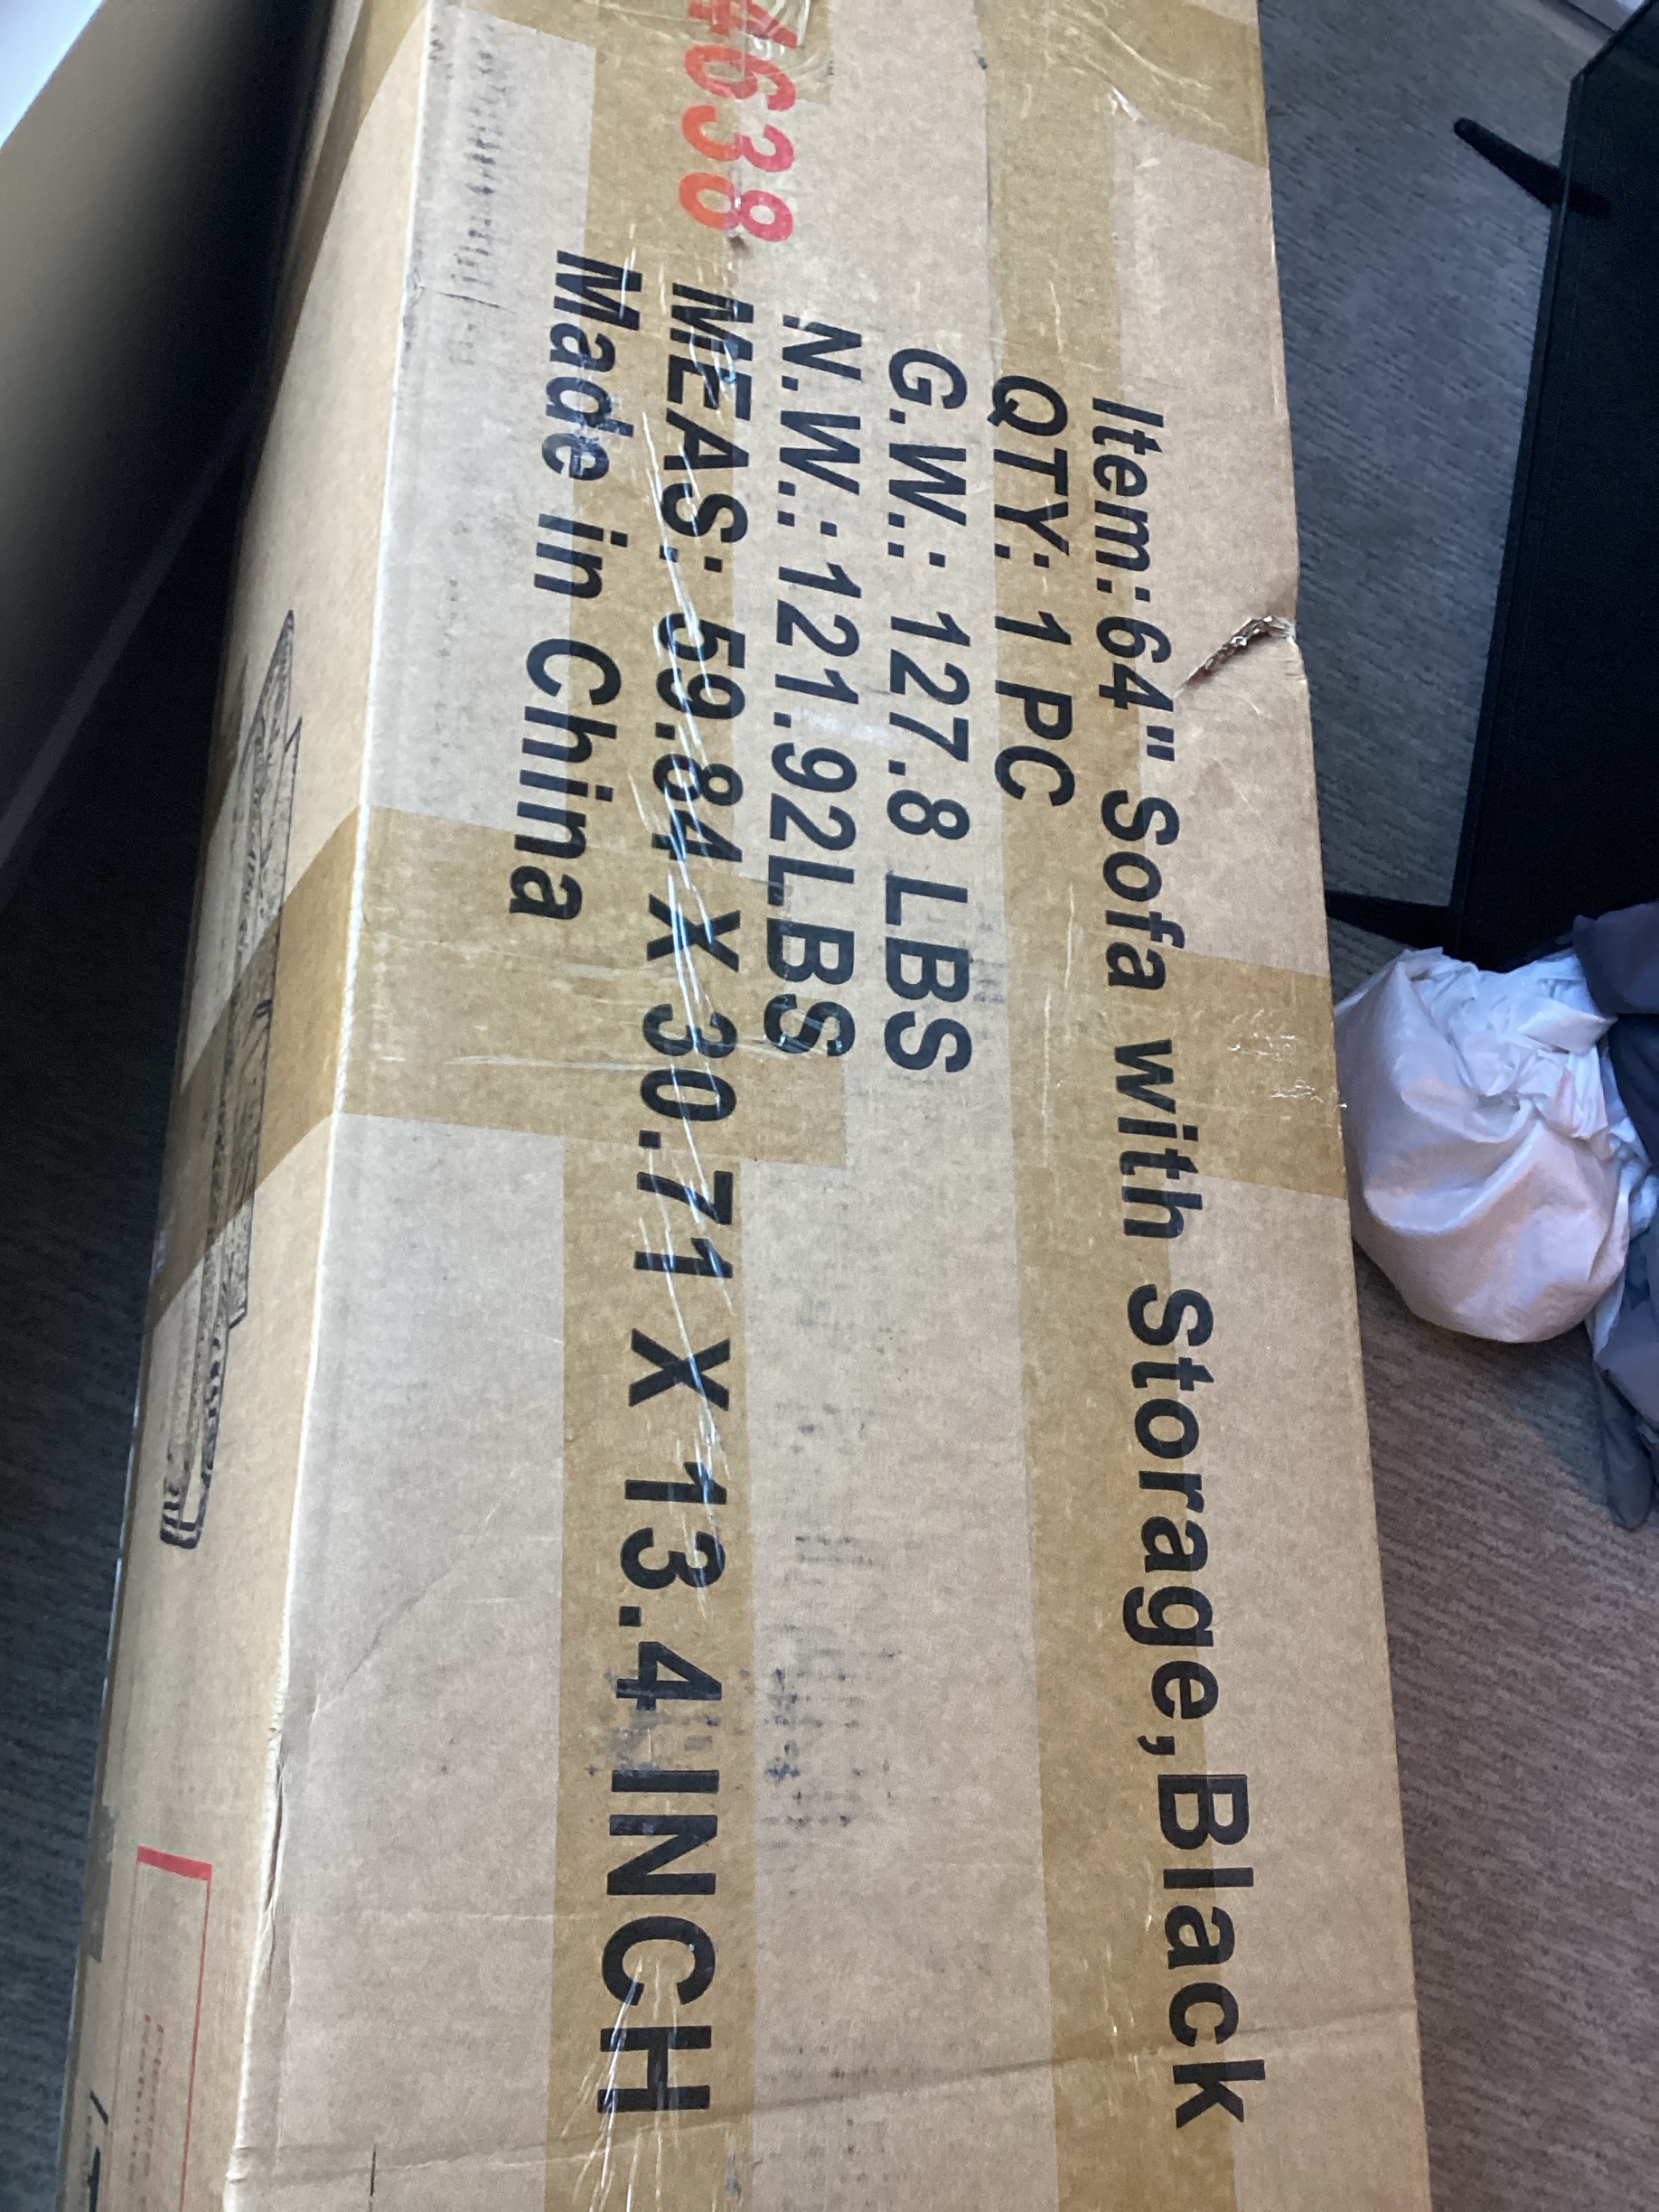 Item:64" Sofa with Storage,Black
QTY: 1 PC
G.W.: 127.8 LBS
N.W.:121.92LBS
MEAS: 59.84 X 30.71 X 13.4 INCH
Made in China
4638